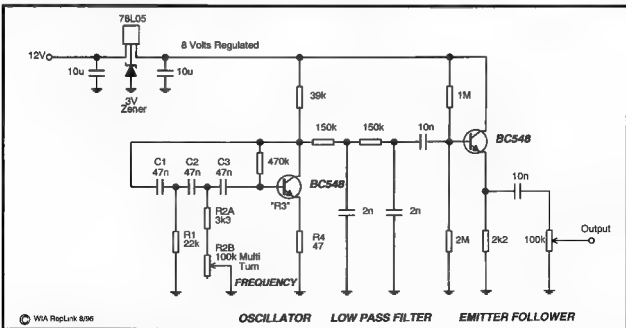 78L05
12V
8 Volts Regulated
10u
10u
3V
Zener
39k
1M
150k
150k
10n
BC548
C1
47n
C2
47n
C3
47n
470k
BC548
"R3"
10n
R2A
3k3
R1
22k
R2B
100k Multi
Turn
R4
47
2n
2n
2M
2k2
100k
Output
FREQUENCY
© WIA RepLink 8/96
OSCILLATOR
LOW PASS FILTER
EMITTER FOLLOWER